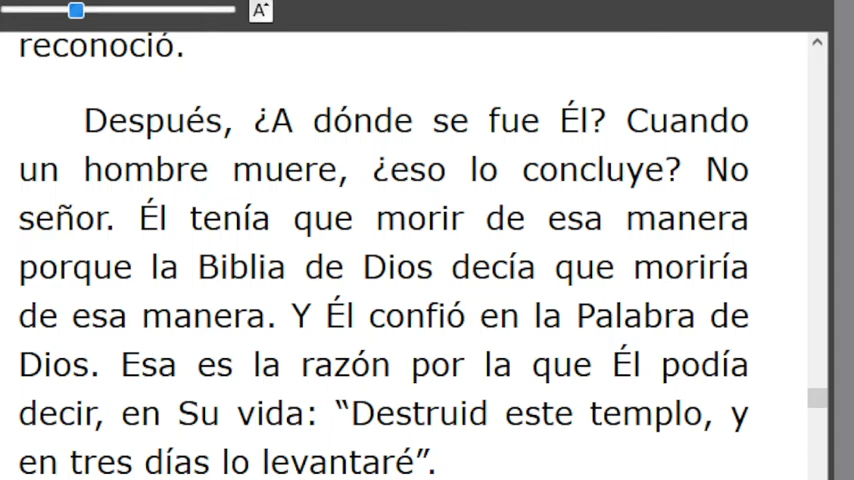 A^
reconoció.
Después, ¿A dónde se fue Él? Cuando
un hombre muere, ¿eso lo concluye? No
señor. Él tenía que morir de esa manera
porque la Biblia de Dios decía que moriría
de esa manera. Y Él confió en la Palabra de
Dios. Esa es la razón por la que Él podía
decir, en Su vida: “Destruid este templo, y
en tres días lo levantaré”.